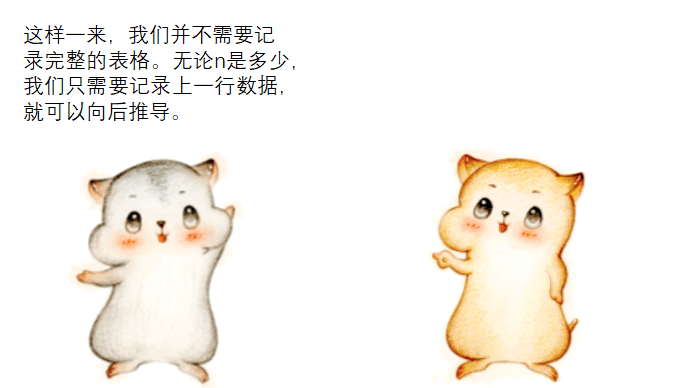 这样一来，我们并不需要记
录完整的表格。无论n是多少，
我们只需要记录上一行数据，
就可以向后推导。